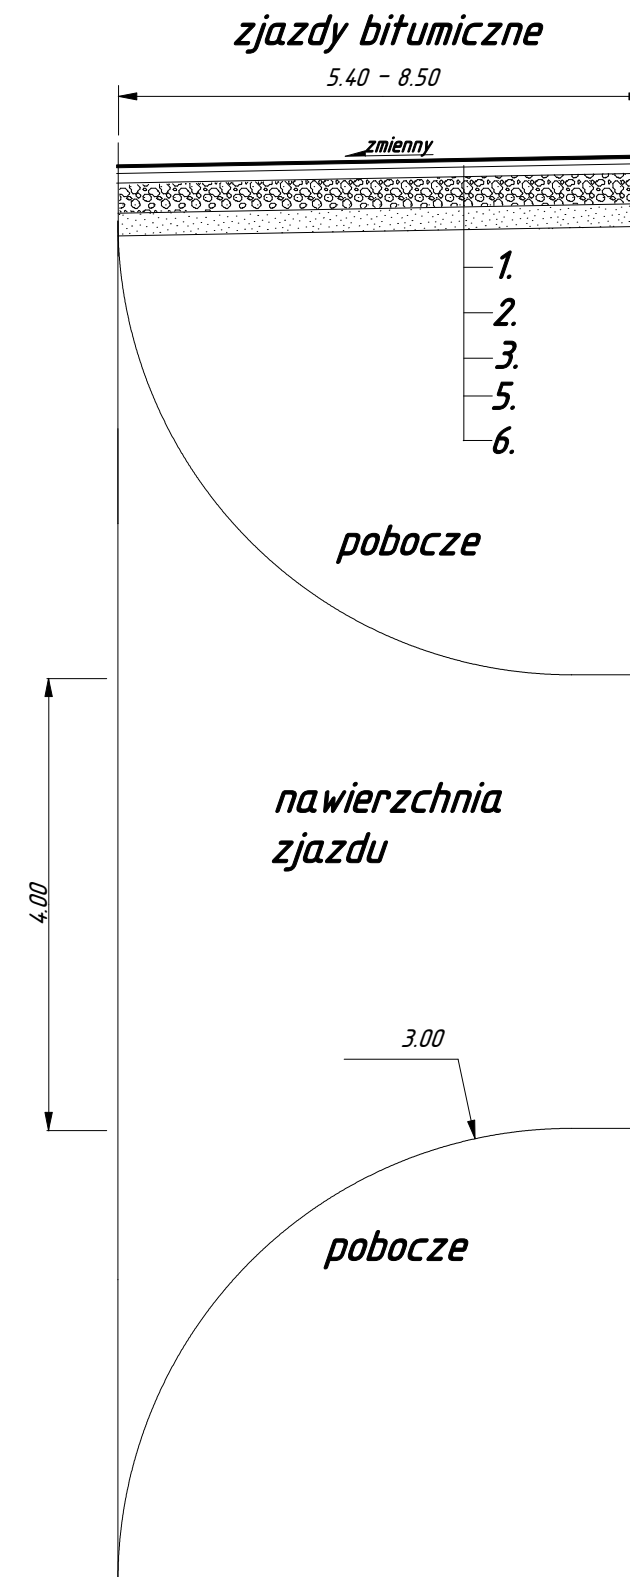 zjazdy bitumiczne
5.40 - 8.50
zmienny
1.
2.
3.
5.
6.
pobocze
nawierzchnia
zjazdu
4.00
3.00
pobocze